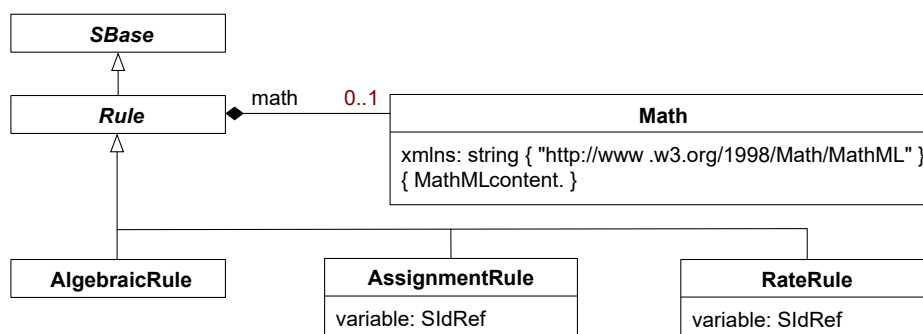 SBase
Rule
math 0..1
Math
xmlns: string { "http://www .w3.org/1998/Math/MathML" }
{ MathMLcontent. }
AlgebraicRule
AssignmentRule
variable: SIdRef
RateRule
variable: SIdRef